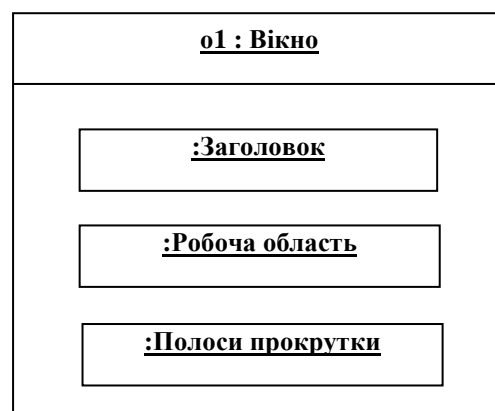 o1 : Вікно
:Заголовок
:Робоча область
:Полоси прокрутки